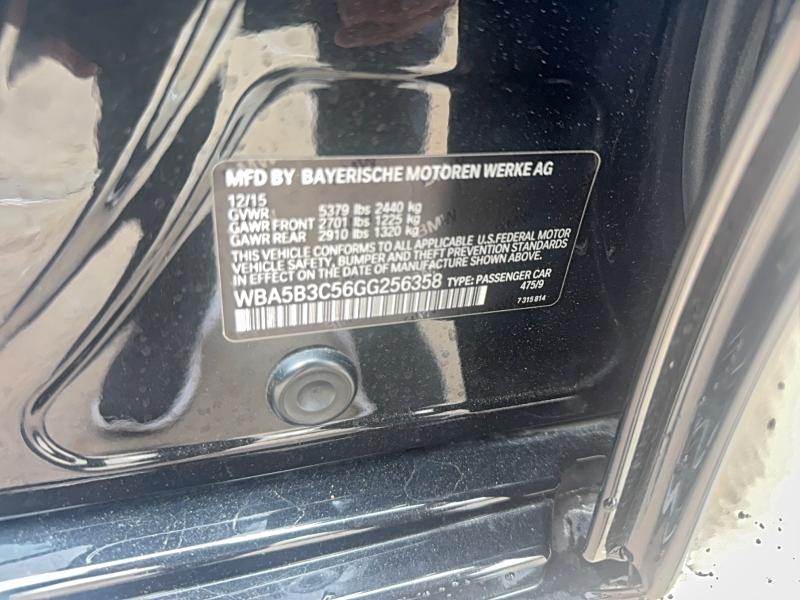 MFD BY BAYERISCHE MOTOREN WERKE AG
12/15
GVWR 5379 lbs 2440 kg
GAWR FRONT 2701 lbs 1225 kg
GAWR REAR 2910 lbs 1320 kg
THIS VEHICLE CONFORMS TO ALL APPLICABLE U.S.FEDERAL MOTOR
VEHICLE SAFETY, BUMPER AND THEFT PREVENTION STANDARDS
IN EFFECT ON THE DATE OF MANUFACTURE SHOWN ABOVE.
WBA5B3C56GG256358 TYPE: PASSENGER CAR
475/9
7 315 814